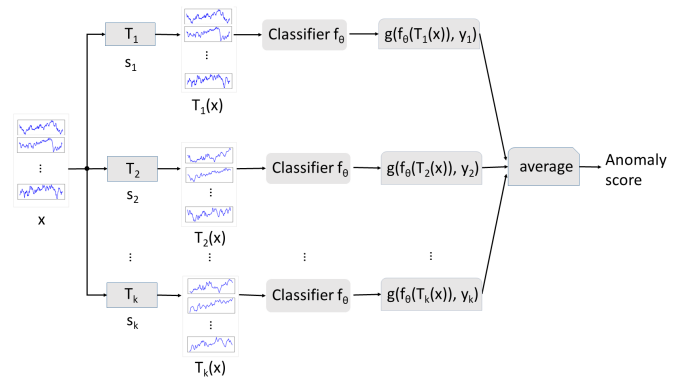 T₁
Classifier f_θ
g(f_θ(T₁(x)), y₁)
s₁
⋮
T₁(x)
⋮
T₂
Classifier f_θ
g(f_θ(T₂(x)), y₂)
average
Anomaly
score
s₂
⋮
x
T₂(x)
⋮ ⋮ ⋮ ⋮
T_k
Classifier f_θ
g(f_θ(T_k(x)), y_k)
s_k
⋮
T_k(x)